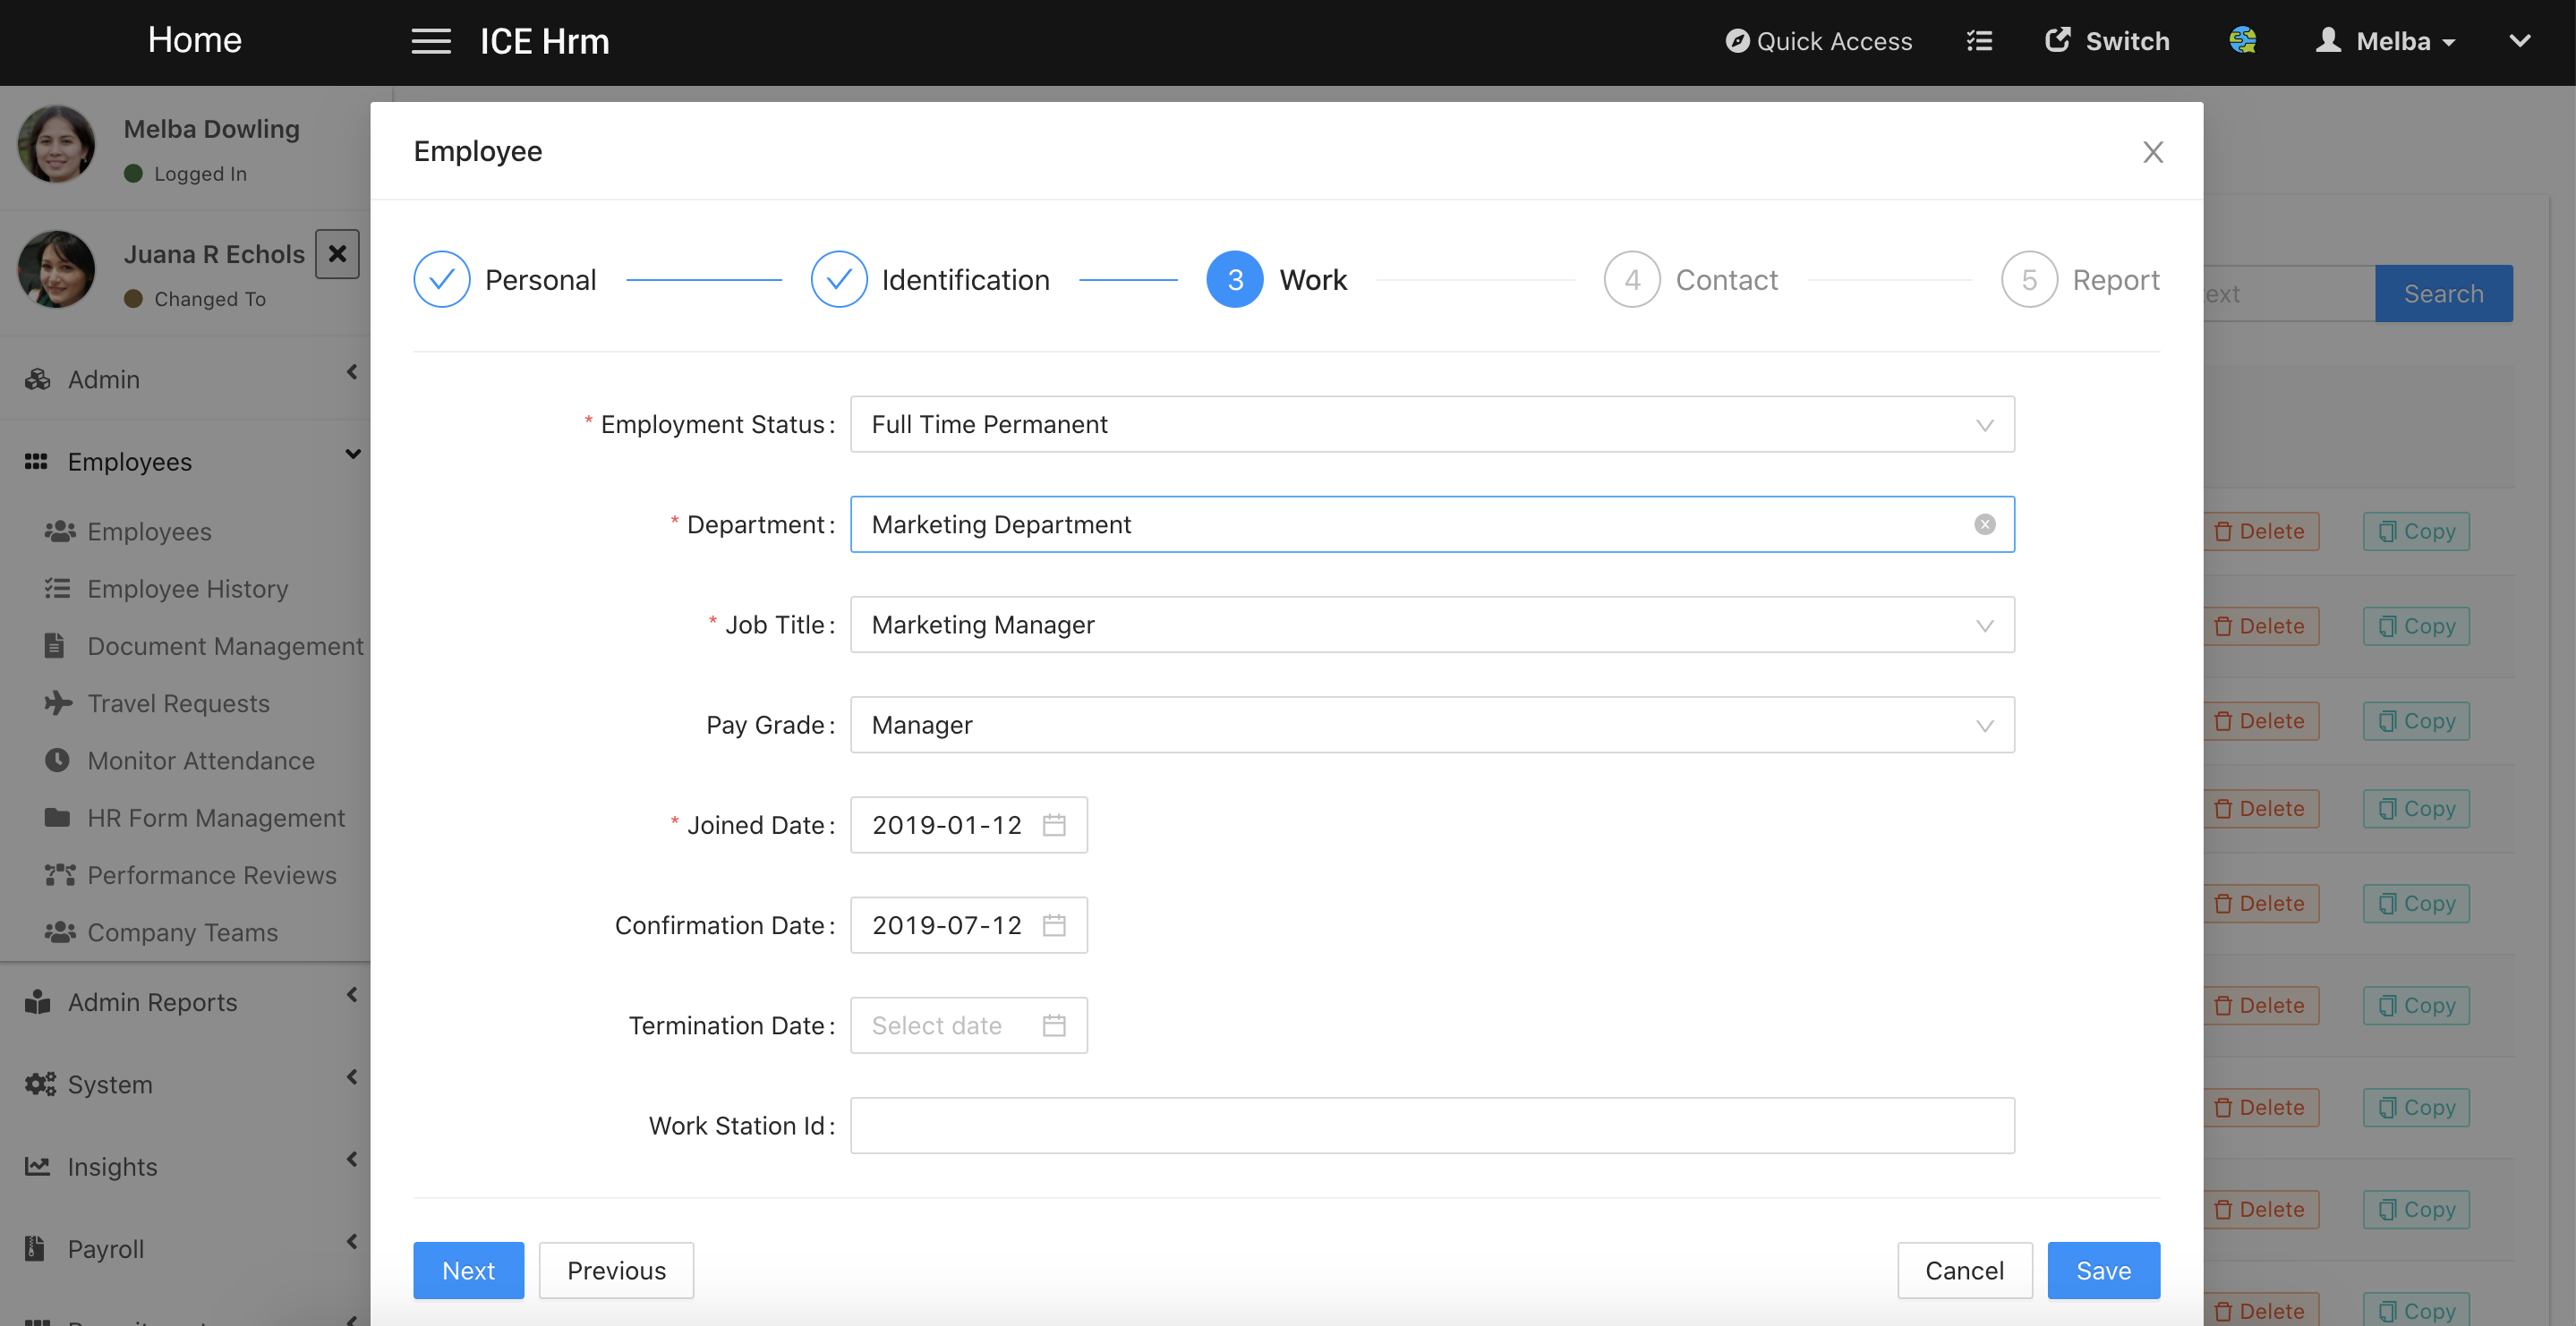 Home
ICE Hrm
Quick Access
Switch
Melba
Melba Dowling
Logged In
Juana R Echols
Changed To
Admin
Employees
Employees
Employee History
Document Management
Travel Requests
Monitor Attendance
HR Form Management
Performance Reviews
Company Teams
Admin Reports
System
Insights
Payroll
Employee
Personal
Identification
3 Work
4 Contact
5 Report
* Employment Status: Full Time Permanent
* Department: Marketing Department
* Job Title: Marketing Manager
Pay Grade: Manager
* Joined Date: 2019-01-12
Confirmation Date: 2019-07-12
Termination Date: Select date
Work Station Id:
Next
Previous
Cancel
Save
Search
Delete Copy
Delete Copy
Delete Copy
Delete Copy
Delete Copy
Delete Copy
Delete Copy
Delete Copy
Delete Copy